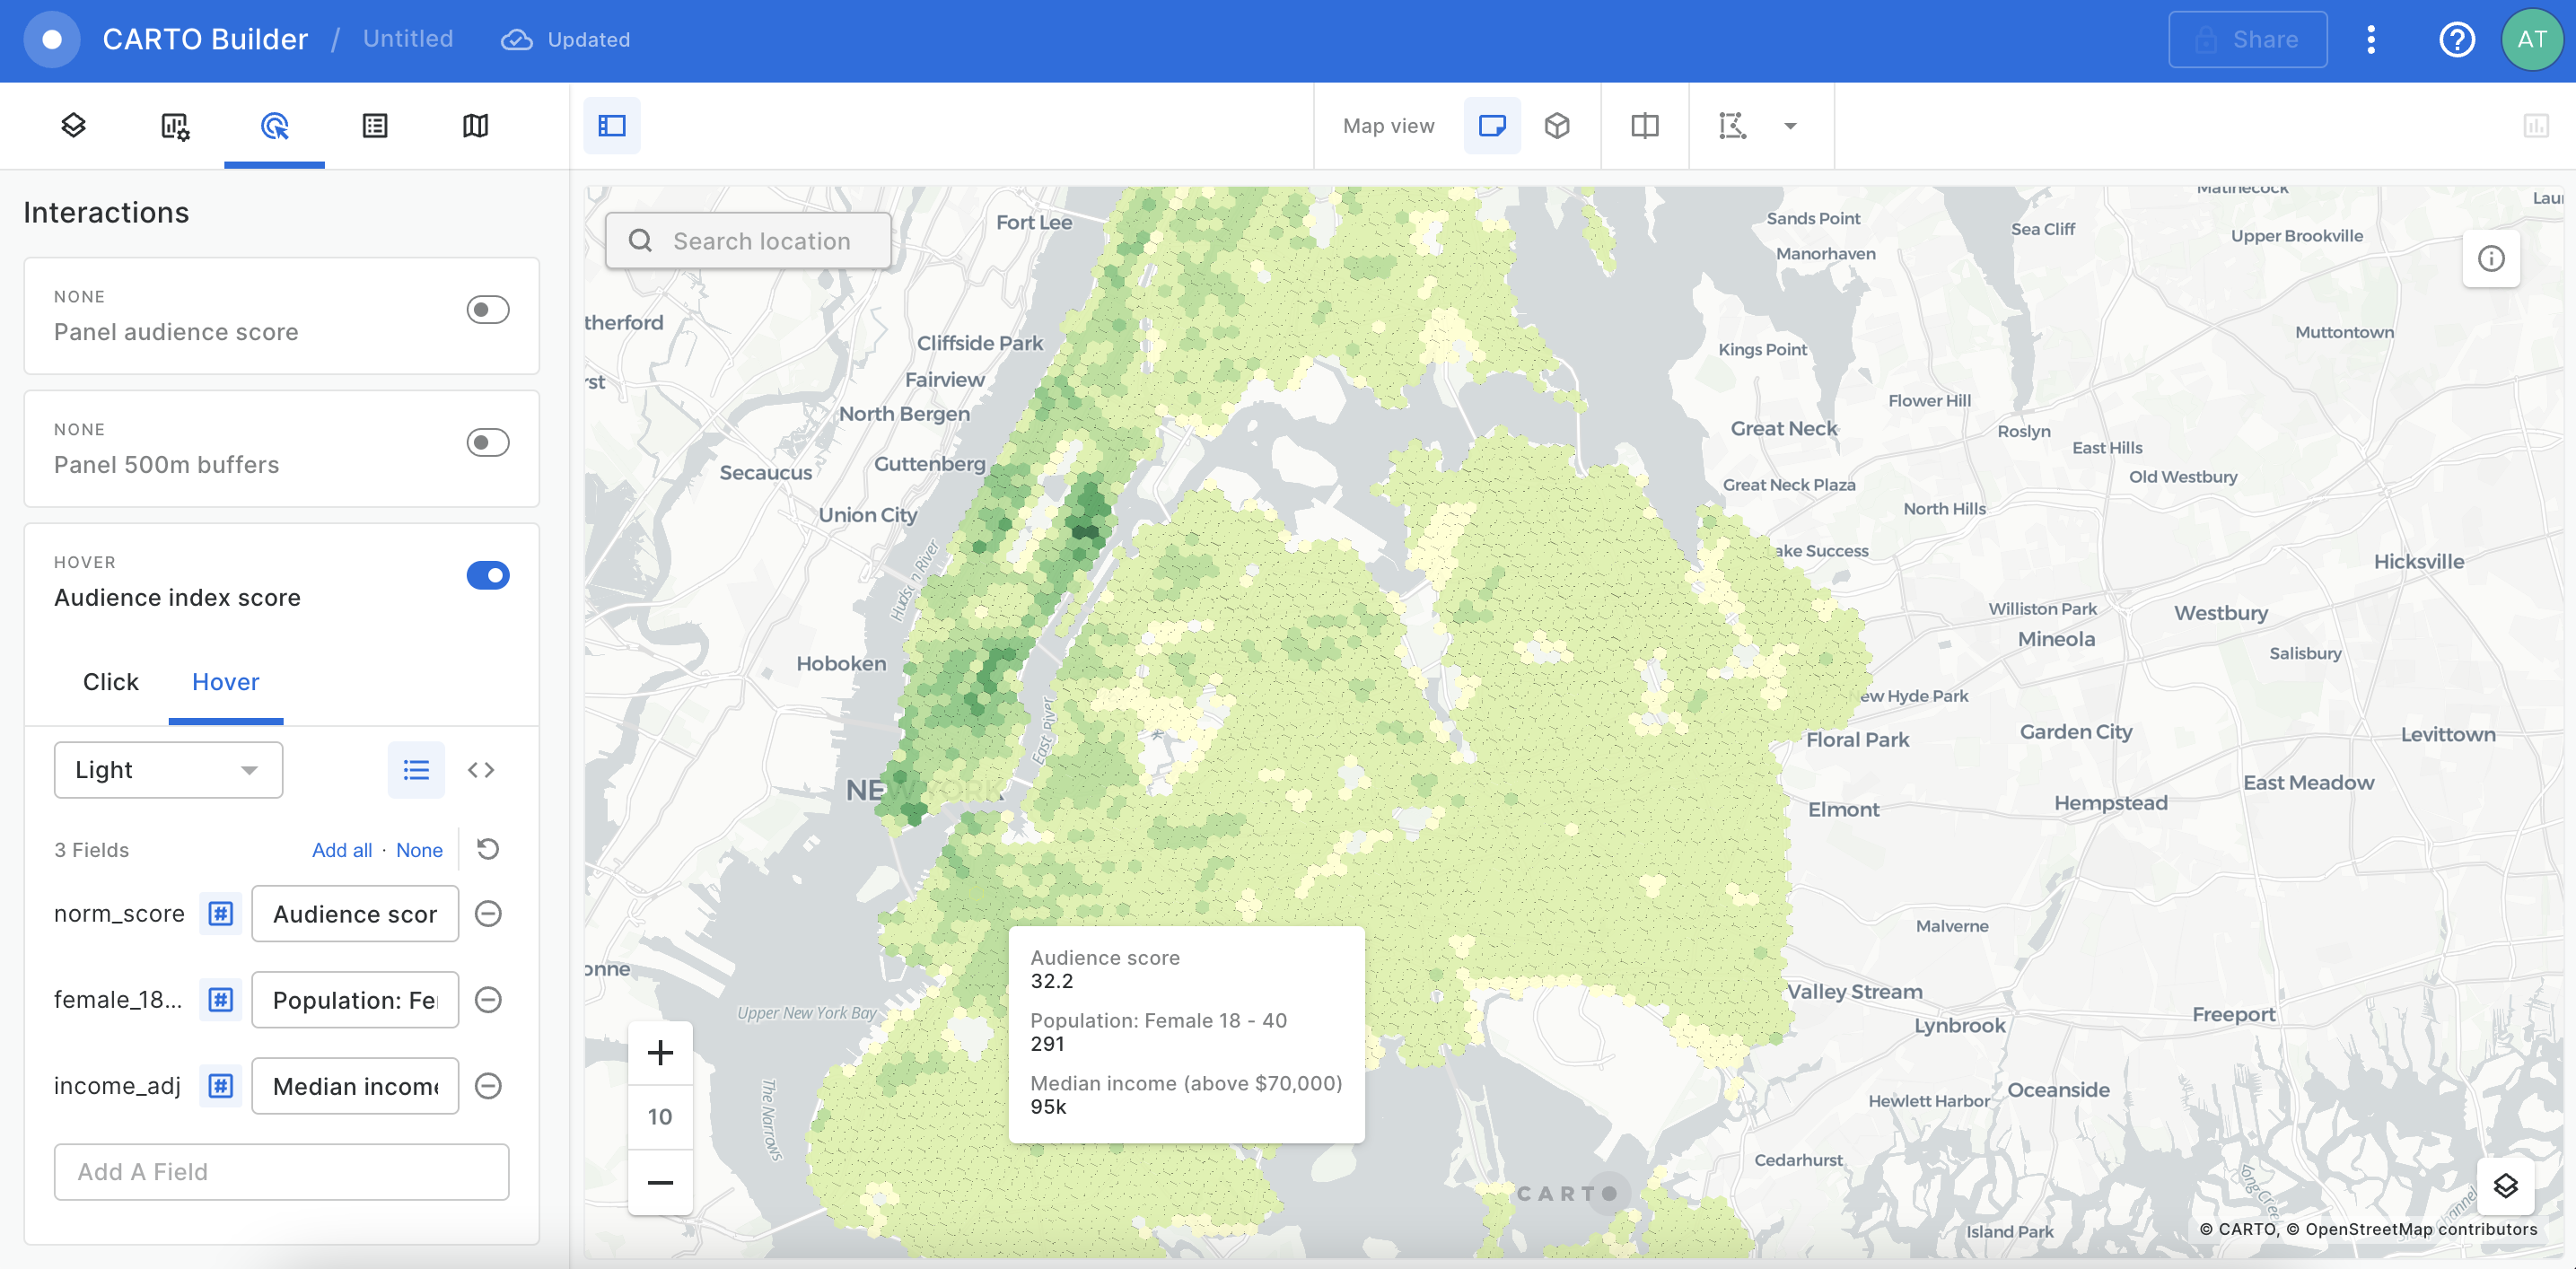 CARTO Builder / Untitled Updated
Share
AT
Map view
Interactions
NONE
Panel audience score
NONE
Panel 500m buffers
HOVER
Audience index score
Click Hover
Light
3 Fields Add all · None
norm_score Audience scor
female_18... Population: Fe
income_adj Median income
Add A Field
Search location
Fort Lee
therford
Cliffside Park
rst
Fairview
North Bergen
Guttenberg
Secaucus
Union City
Hudson River
Hoboken
East River
NEW YORK
onne
Upper New York Bay
The Narrows
Matinecock
Lau
Sands Point
Sea Cliff
Upper Brookville
Manorhaven
Muttontown
Kings Point
Flower Hill
Great Neck
Roslyn
East Hills
Old Westbury
Great Neck Plaza
North Hills
ake Success
Hicksville
Williston Park
Westbury
Mineola
Salisbury
ew Hyde Park
Garden City
Levittown
Floral Park
East Meadow
Hempstead
Elmont
Malverne
Valley Stream
Freeport
Lynbrook
Oceanside
Hewlett Harbor
Cedarhurst
Island Park
Audience score
32.2
Population: Female 18 - 40
291
Median income (above $70,000)
95k
10
CARTO
© CARTO, © OpenStreetMap contributors